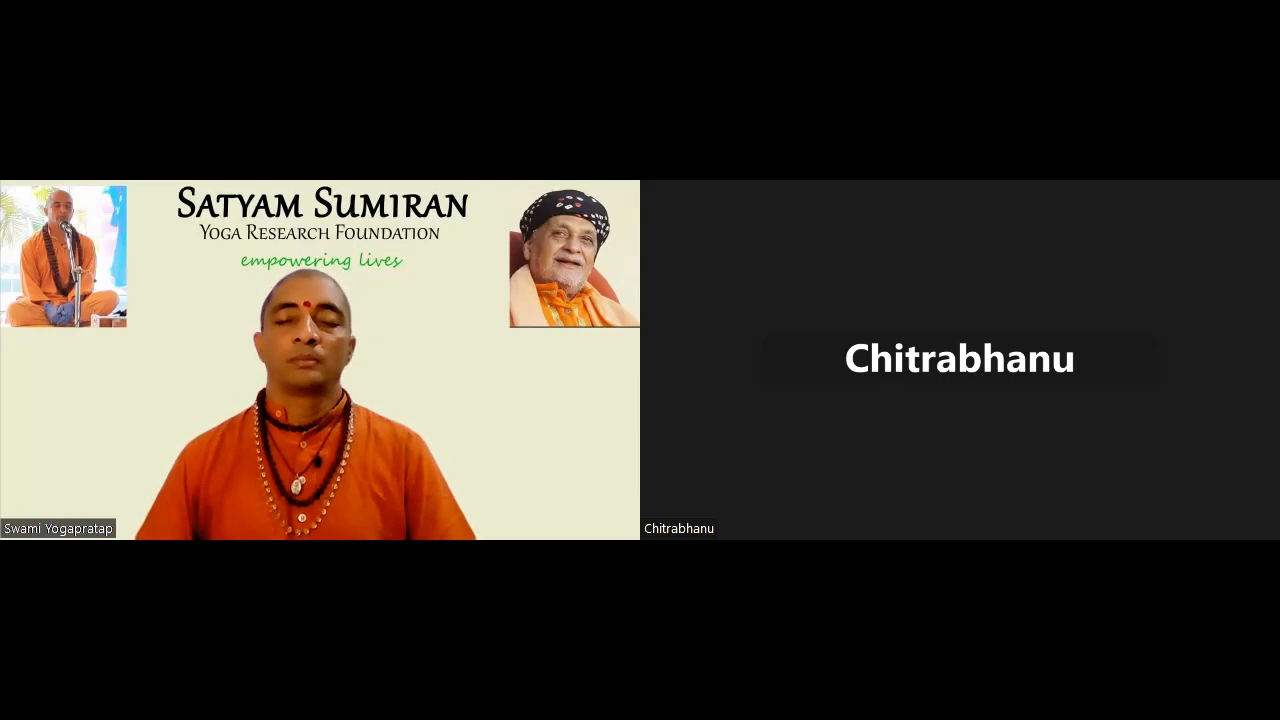 SATYAM SUMIRAN
YOGA RESEARCH FOUNDATION
empowering lives
Swami Yogapratap
Chitrabhanu
Chitrabhanu